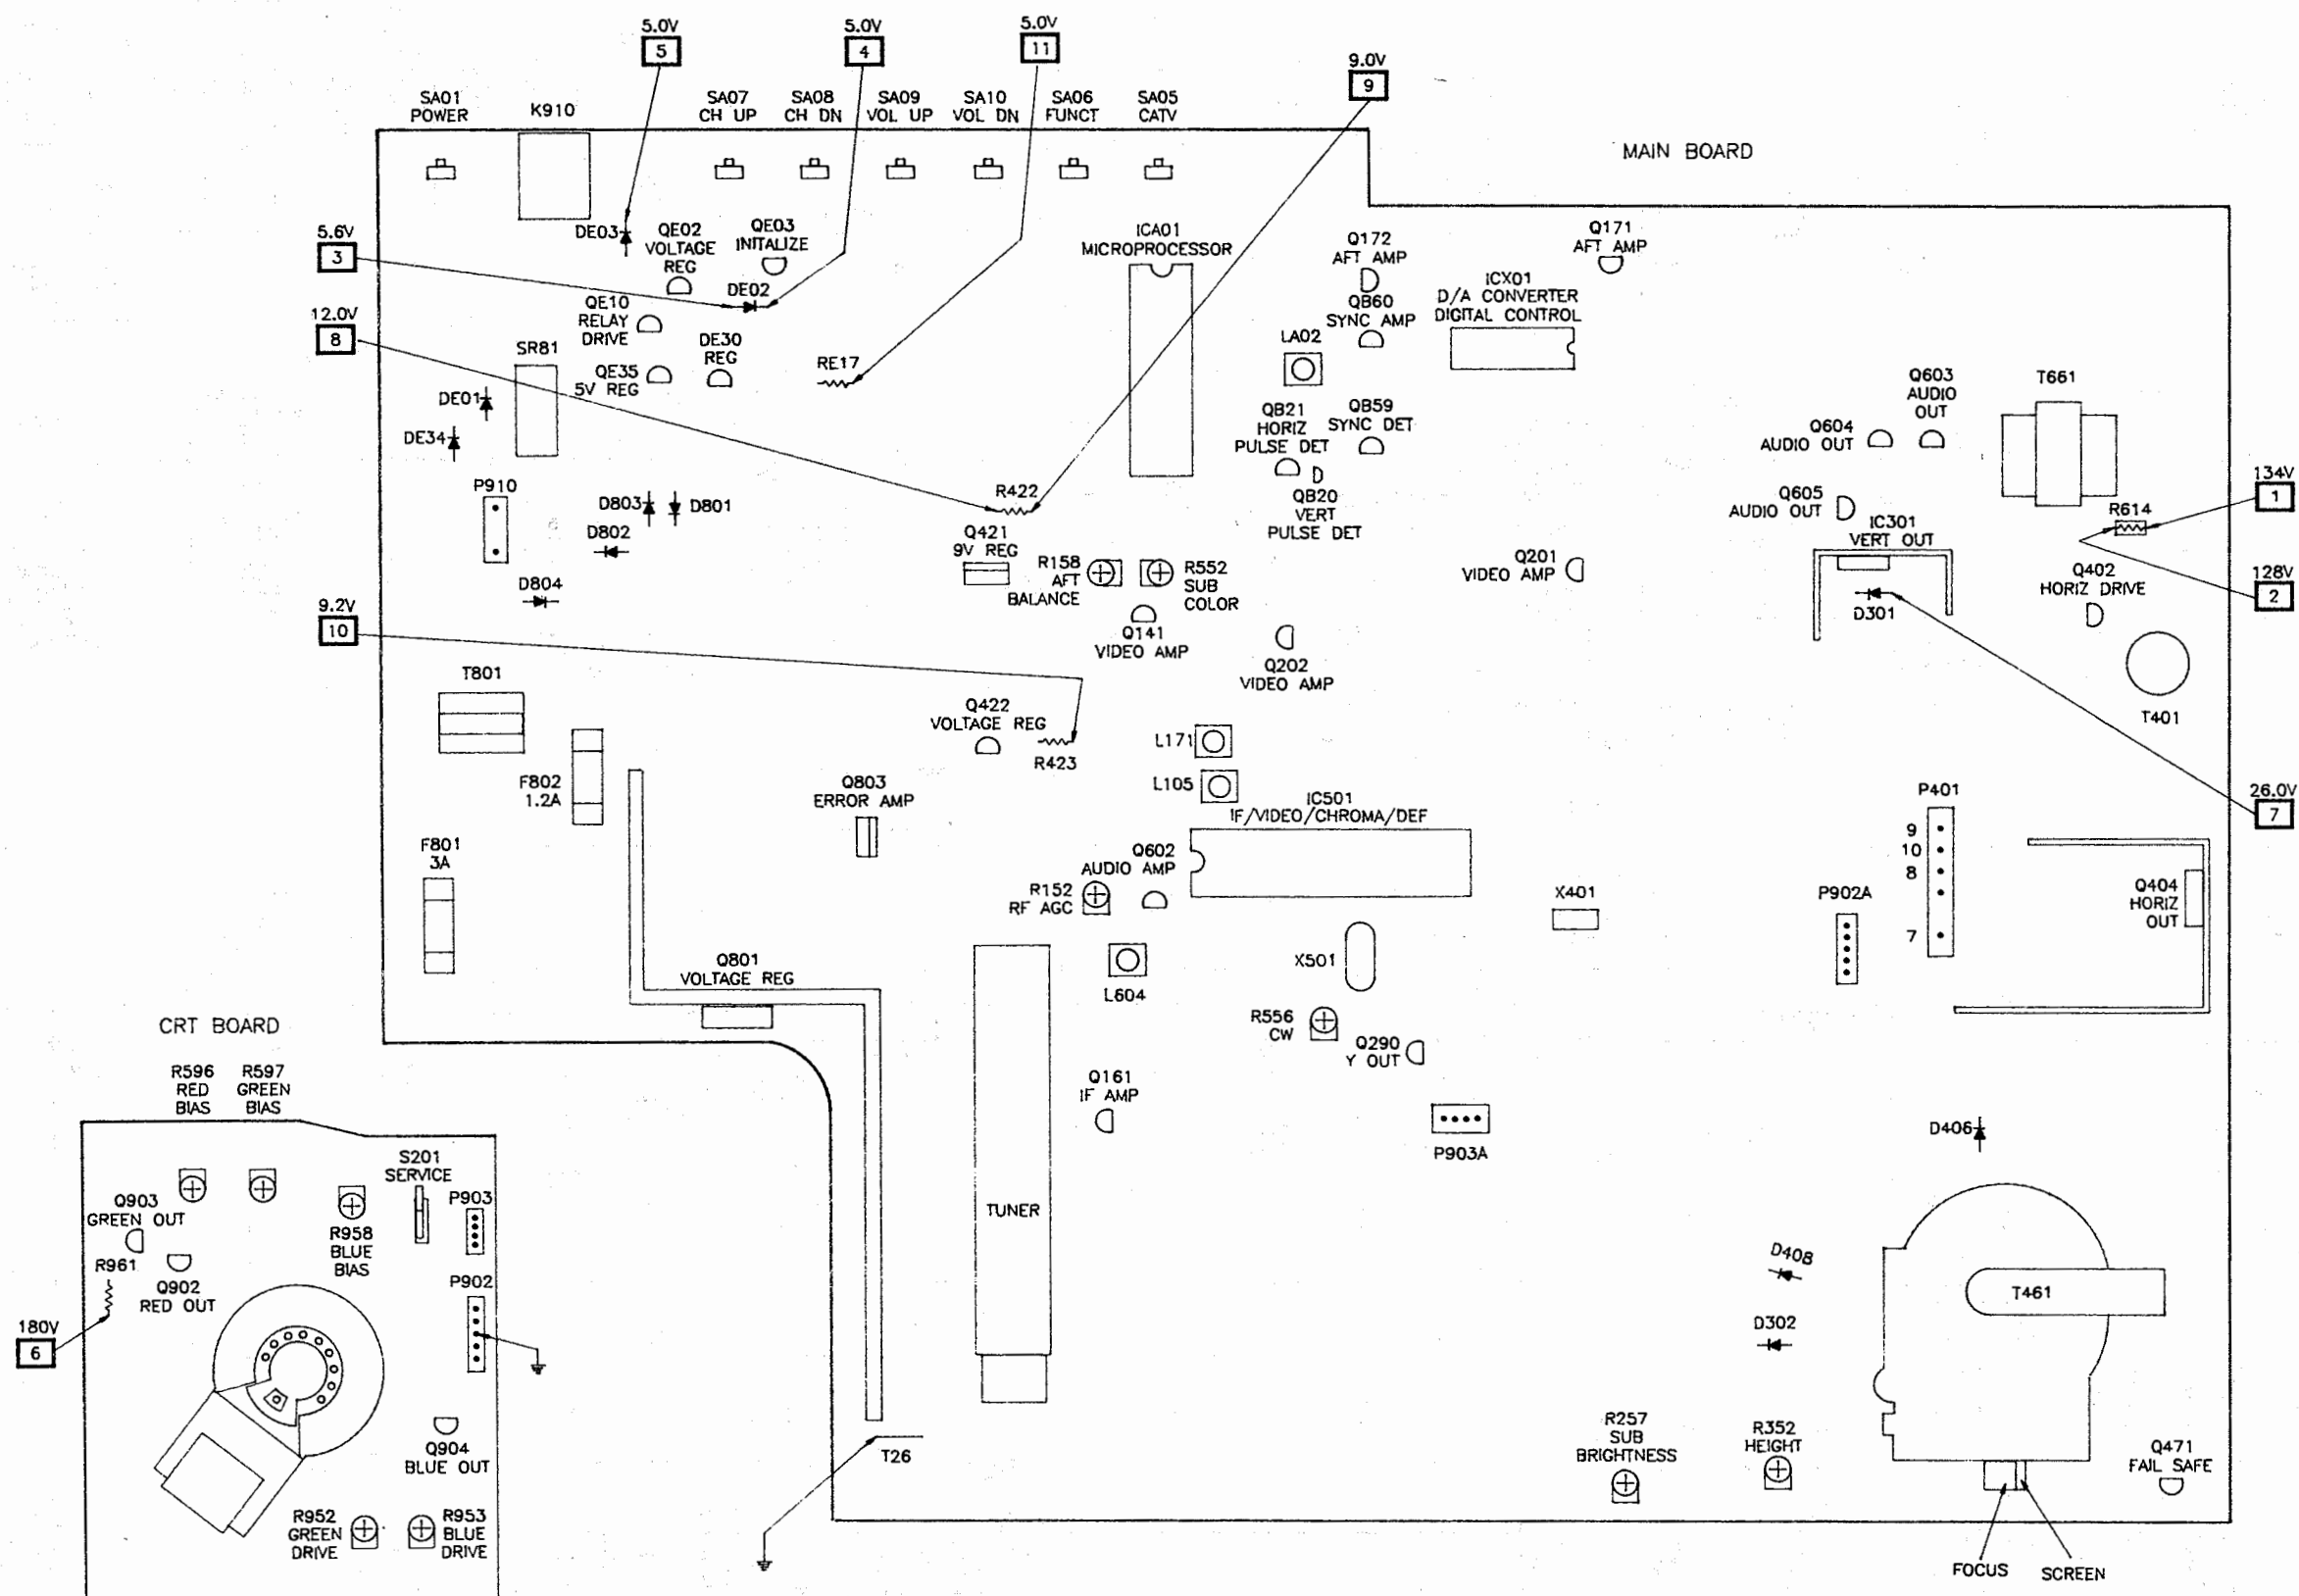 5.0V
5
5.0V
4
5.0V
11
9.0V
9
SA01
POWER
K910
SA07
CH UP
SA08
CH DN
SA09
VOL UP
SA10
VOL DN
SA06
FUNCT
SA05
CATV
MAIN BOARD
5.6V
3
12.0V
8
9.2V
10
DE03
QE02
VOLTAGE
REG
QE03
INITALIZE
DE02
QE10
RELAY
DRIVE
DE30
REG
SR81
QE35
5V REG
RE17
DE01
DE34
P910
D803
D801
D802
D804
R422
Q421
9V REG
ICA01
MICROPROCESSOR
Q172
AFT AMP
Q171
AFT AMP
ICX01
D/A CONVERTER
DIGITAL CONTROL
QB60
SYNC AMP
LA02
QB21
HORIZ
PULSE DET
QB59
SYNC DET
QB20
VERT
PULSE DET
Q603
AUDIO
OUT
T661
Q604
AUDIO OUT
Q605
AUDIO OUT
R614
134V
1
IC301
VERT OUT
Q402
HORIZ DRIVE
128V
2
D301
T401
R158
AFT
BALANCE
R552
SUB
COLOR
Q141
VIDEO AMP
Q201
VIDEO AMP
Q202
VIDEO AMP
T801
Q422
VOLTAGE REG
R423
L171
L105
F802
1.2A
Q803
ERROR AMP
IC501
IF/VIDEO/CHROMA/DEF
F801
3A
Q602
AUDIO AMP
R152
RF AGC
P401
9
10
8
7
26.0V
7
X401
P902A
Q404
HORIZ
OUT
Q801
VOLTAGE REG
L604
X501
R556
CW
Q290
Y OUT
Q161
IF AMP
P903A
D406
TUNER
D408
T461
D302
T26
R257
SUB
BRIGHTNESS
R352
HEIGHT
Q471
FAIL SAFE
FOCUS
SCREEN
CRT BOARD
R596
RED
BIAS
R597
GREEN
BIAS
S201
SERVICE
Q903
GREEN OUT
P903
R958
BLUE
BIAS
R961
Q902
RED OUT
P902
180V
6
Q904
BLUE OUT
R952
GREEN
DRIVE
R953
BLUE
DRIVE